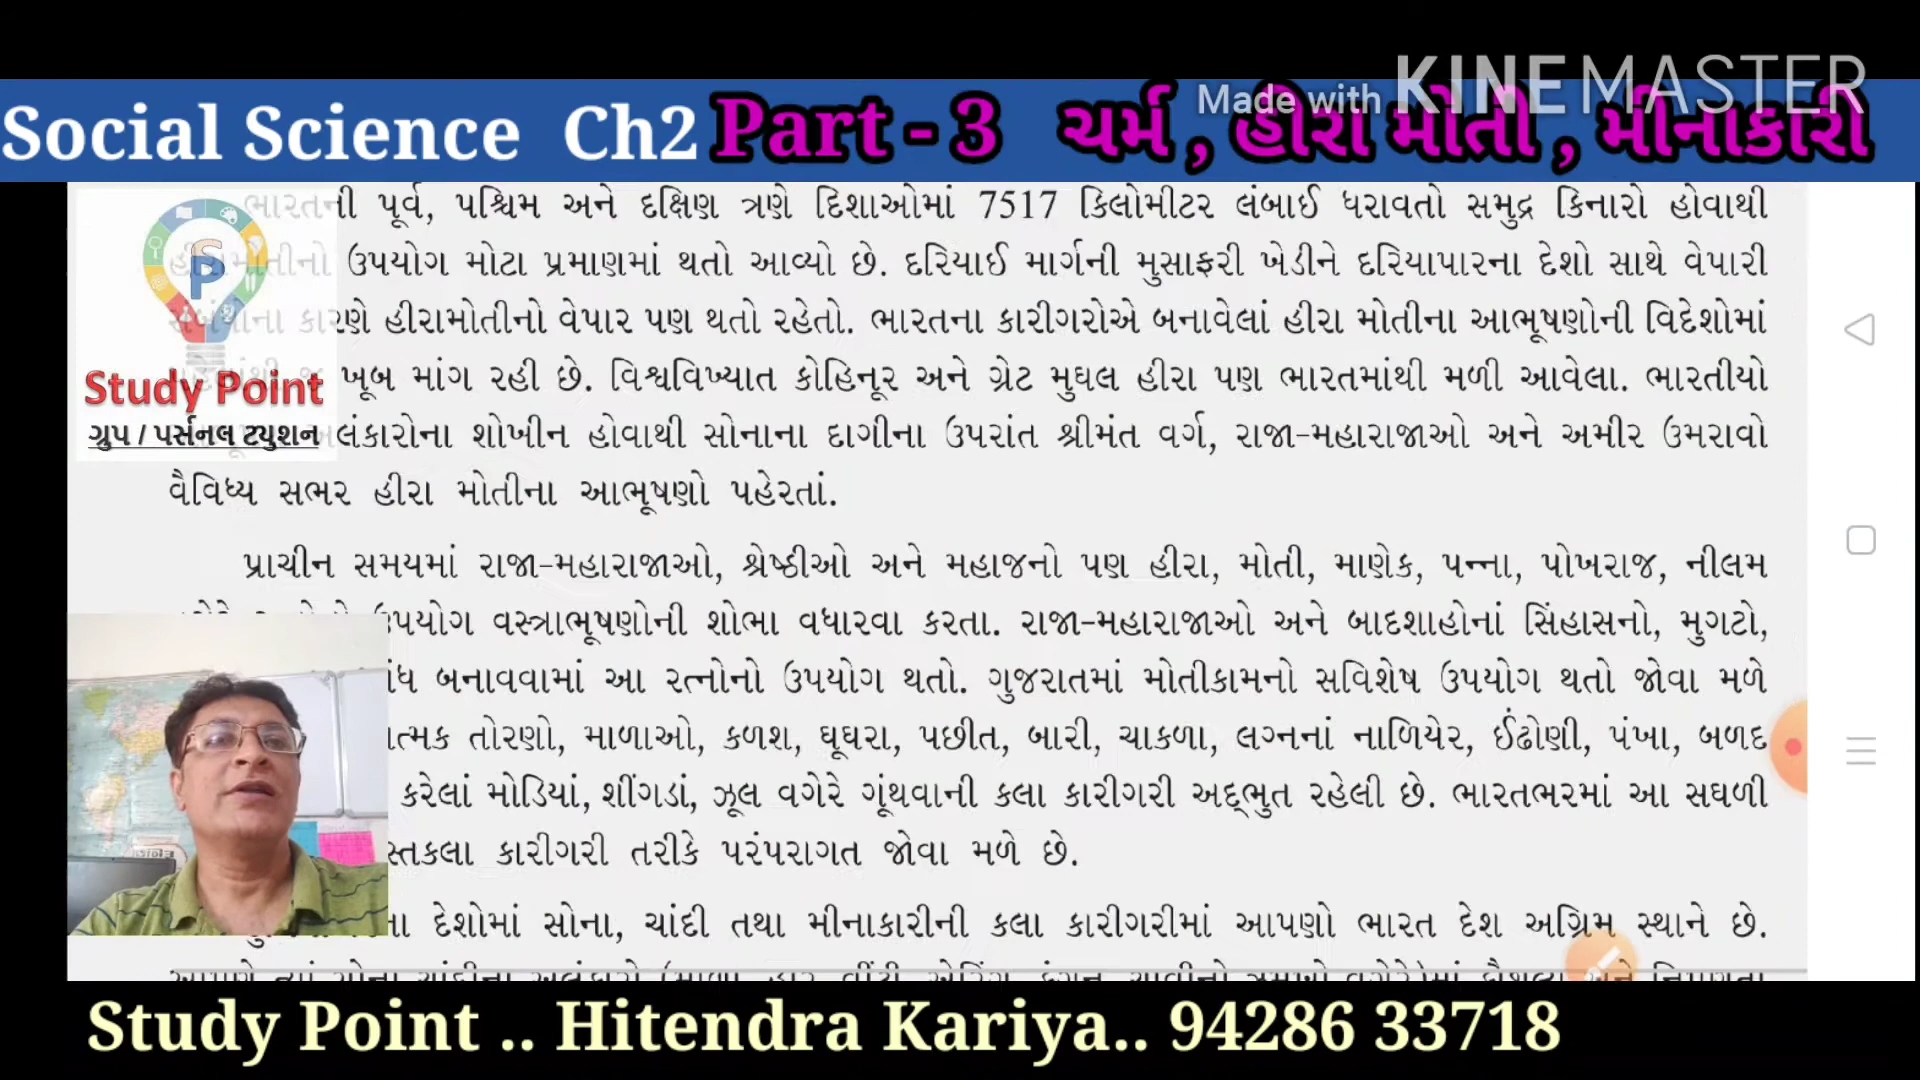 Made with KINEMASTER
Social Science Ch2 Part - 3 ચર્મ , હીરા મોતી , મીનાકારી
ભારતની પૂર્વ, પશ્ચિમ અને દક્ષિણ ત્રણે દિશાઓમાં 7517 કિલોમીટર લંબાઈ ધરાવતો સમુદ્ર કિનારો હોવાથી
હીરામોતીનો ઉપયોગ મોટા પ્રમાણમાં થતો આવ્યો છે. દરિયાઈ માર્ગની મુસાફરી ખેડીને દરિયાપારના દેશો સાથે વેપારી
સંબંધોના કારણે હીરામોતીનો વેપાર પણ થતો રહેતો. ભારતના કારીગરોએ બનાવેલાં હીરા મોતીના આભૂષણોની વિદેશોમાં
ખૂબ માંગ રહી છે. વિશ્વવિખ્યાત કોહિનૂર અને ગ્રેટ મુઘલ હીરા પણ ભારતમાંથી મળી આવેલા. ભારતીયો
અલંકારોના શોખીન હોવાથી સોનાના દાગીના ઉપરાંત શ્રીમંત વર્ગ, રાજા-મહારાજાઓ અને અમીર ઉમરાવો
વૈવિધ્ય સભર હીરા મોતીના આભૂષણો પહેરતાં.
SP
Study Point
ગ્રુપ / પર્સનલ ટ્યુશન
પ્રાચીન સમયમાં રાજા-મહારાજાઓ, શ્રેષ્ઠીઓ અને મહાજનો પણ હીરા, મોતી, માણેક, પન્ના, પોખરાજ, નીલમ
ઉપયોગ વસ્ત્રાભૂષણોની શોભા વધારવા કરતા. રાજા-મહારાજાઓ અને બાદશાહોનાં સિંહાસનો, મુગટો,
બનાવવામાં આ રત્નોનો ઉપયોગ થતો. ગુજરાતમાં મોતીકામનો સવિશેષ ઉપયોગ થતો જોવા મળે
તોરણો, માળાઓ, કળશ, ઘૂઘરા, પછીત, બારી, ચાકળા, લગ્નનાં નાળિયેર, ઈંઢોણી, પંખા, બળદ
કરેલાં મોડિયાં, શીંગડાં, ઝૂલ વગેરે ગૂંથવાની કલા કારીગરી અદ્ભુત રહેલી છે. ભારતભરમાં આ સઘળી
કારીગરી તરીકે પરંપરાગત જોવા મળે છે.
દેશોમાં સોના, ચાંદી તથા મીનાકારીની કલા કારીગરીમાં આપણો ભારત દેશ અગ્રિમ સ્થાને છે.
Study Point .. Hitendra Kariya.. 94286 33718